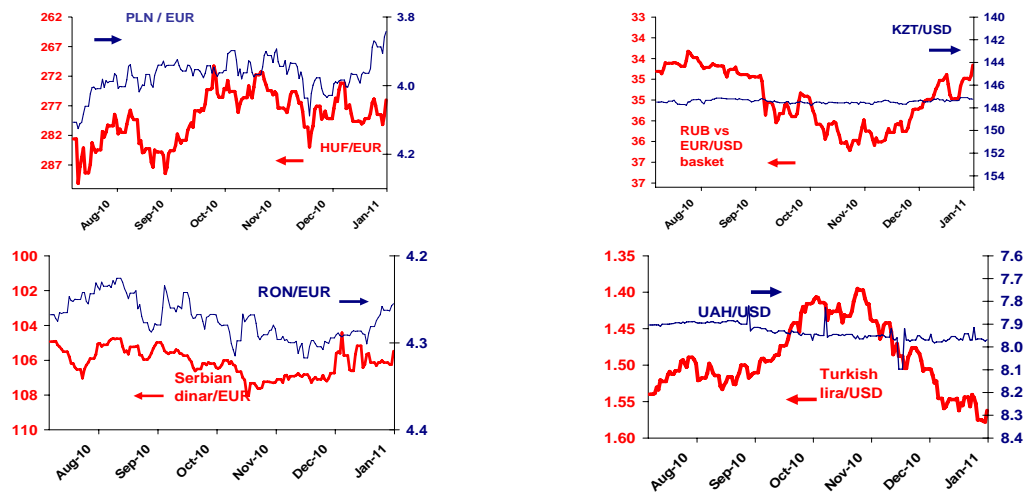 262
267
272
277
282
287
PLN / EUR
3.8
4.0
4.2
HUF/EUR
Aug-10
Sep-10
Oct-10
Nov-10
Dec-10
Jan-11
33
34
35
35
36
36
37
37
KZT/USD
140
142
144
146
148
150
152
154
RUB vs
EUR/USD
basket
Aug-10
Sep-10
Oct-10
Nov-10
Dec-10
Jan-11
100
102
104
106
108
110
RON/EUR
4.2
4.3
4.4
Serbian
dinar/EUR
Aug-10
Sep-10
Oct-10
Nov-10
Dec-10
Jan-11
1.35
1.40
1.45
1.50
1.55
1.60
UAH/USD
7.6
7.7
7.8
7.9
8.0
8.1
8.2
8.3
8.4
Turkish
lira/USD
Aug-10
Sep-10
Oct-10
Nov-10
Dec-10
Jan-11